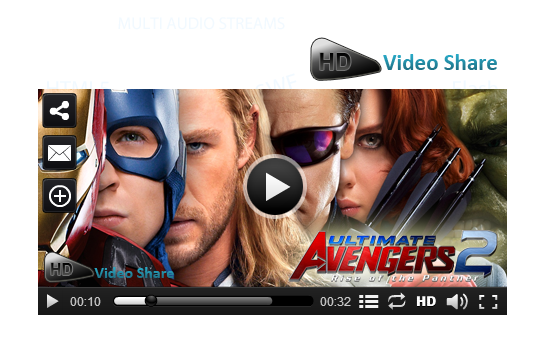 MULTI AUDIO STREAMS
HD Video Share
ULTIMATE
AVENGERS 2
Rise of the Panther
HD Video Share
00:10
00:32
HD